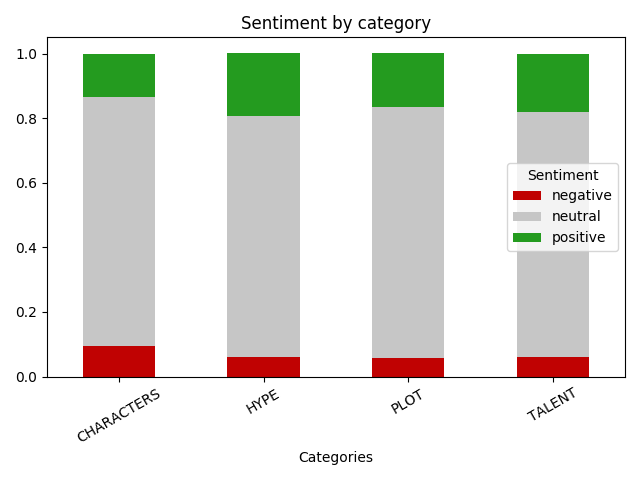 Sentiment by category
1.0
0.8
0.6
0.4
0.2
0.0
Sentiment
negative
neutral
positive
CHARACTERS
HYPE
PLOT
TALENT
Categories